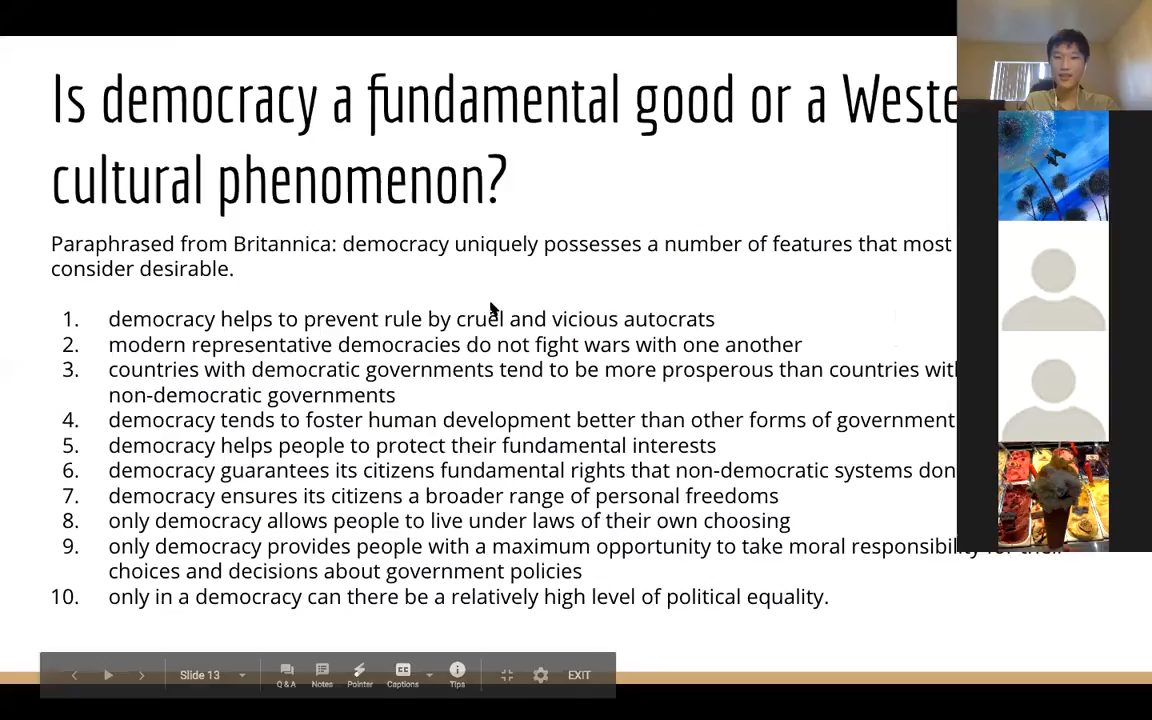 Is democracy a fundamental good or a Weste
cultural phenomenon?
Paraphrased from Britannica: democracy uniquely possesses a number of features that most
consider desirable.
1. democracy helps to prevent rule by cruel and vicious autocrats
2. modern representative democracies do not fight wars with one another
3. countries with democratic governments tend to be more prosperous than countries with
non-democratic governments
4. democracy tends to foster human development better than other forms of government
5. democracy helps people to protect their fundamental interests
6. democracy guarantees its citizens fundamental rights that non-democratic systems don
7. democracy ensures its citizens a broader range of personal freedoms
8. only democracy allows people to live under laws of their own choosing
9. only democracy provides people with a maximum opportunity to take moral responsibility for their
choices and decisions about government policies
10. only in a democracy can there be a relatively high level of political equality.
Slide 13 Q & A Notes Pointer Captions CC Tips EXIT